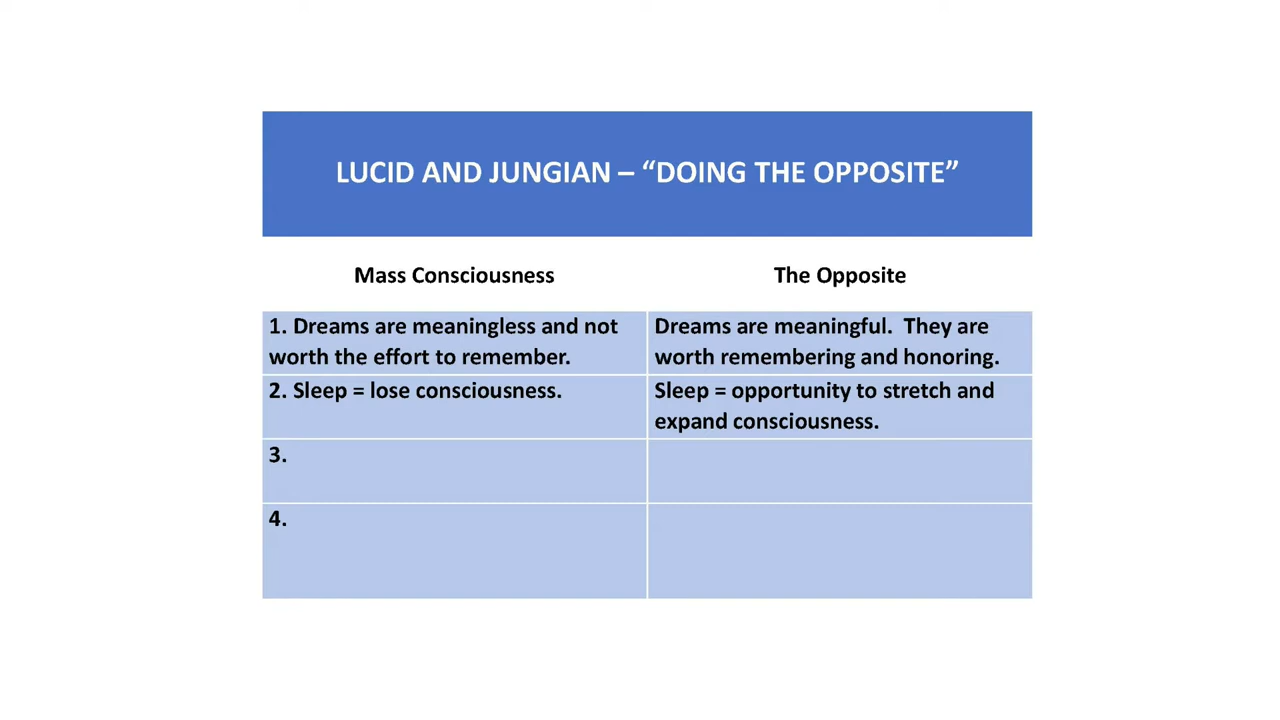 LUCID AND JUNGIAN – “DOING THE OPPOSITE”
Mass Consciousness
The Opposite
1. Dreams are meaningless and not
worth the effort to remember.
Dreams are meaningful.  They are
worth remembering and honoring.
2. Sleep = lose consciousness.
Sleep = opportunity to stretch and
expand consciousness.
3.
4.